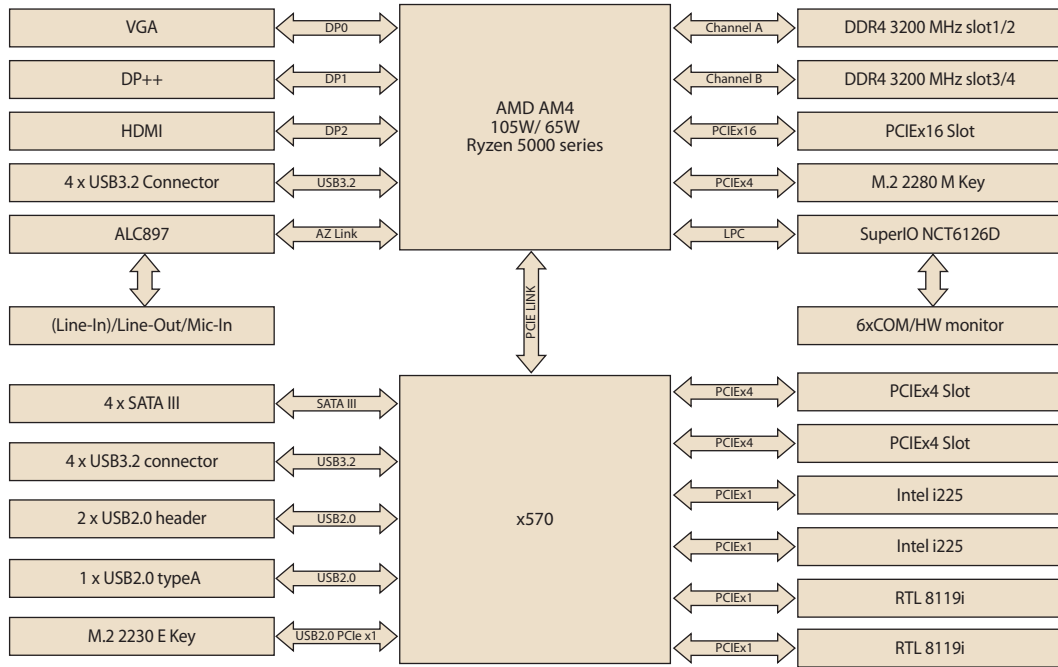 VGA
DP0
DDR4 3200 MHz slot1/2
Channel A
DP++
DP1
DDR4 3200 MHz slot3/4
Channel B
AMD AM4
105W/ 65W
Ryzen 5000 series
HDMI
DP2
PCIEx16
PCIEx16 Slot
4 x USB3.2 Connector
USB3.2
PCIEx4
M.2 2280 M Key
ALC897
AZ Link
LPC
SuperIO NCT6126D
(Line-In)/Line-Out/Mic-In
PCIE LINK
6xCOM/HW monitor
4 x SATA III
SATA III
PCIEx4
PCIEx4 Slot
4 x USB3.2 connector
USB3.2
PCIEx4
PCIEx4 Slot
2 x USB2.0 header
USB2.0
x570
PCIEx1
Intel i225
PCIEx1
Intel i225
1 x USB2.0 typeA
USB2.0
PCIEx1
RTL 8119i
M.2 2230 E Key
USB2.0 PCIe x1
PCIEx1
RTL 8119i